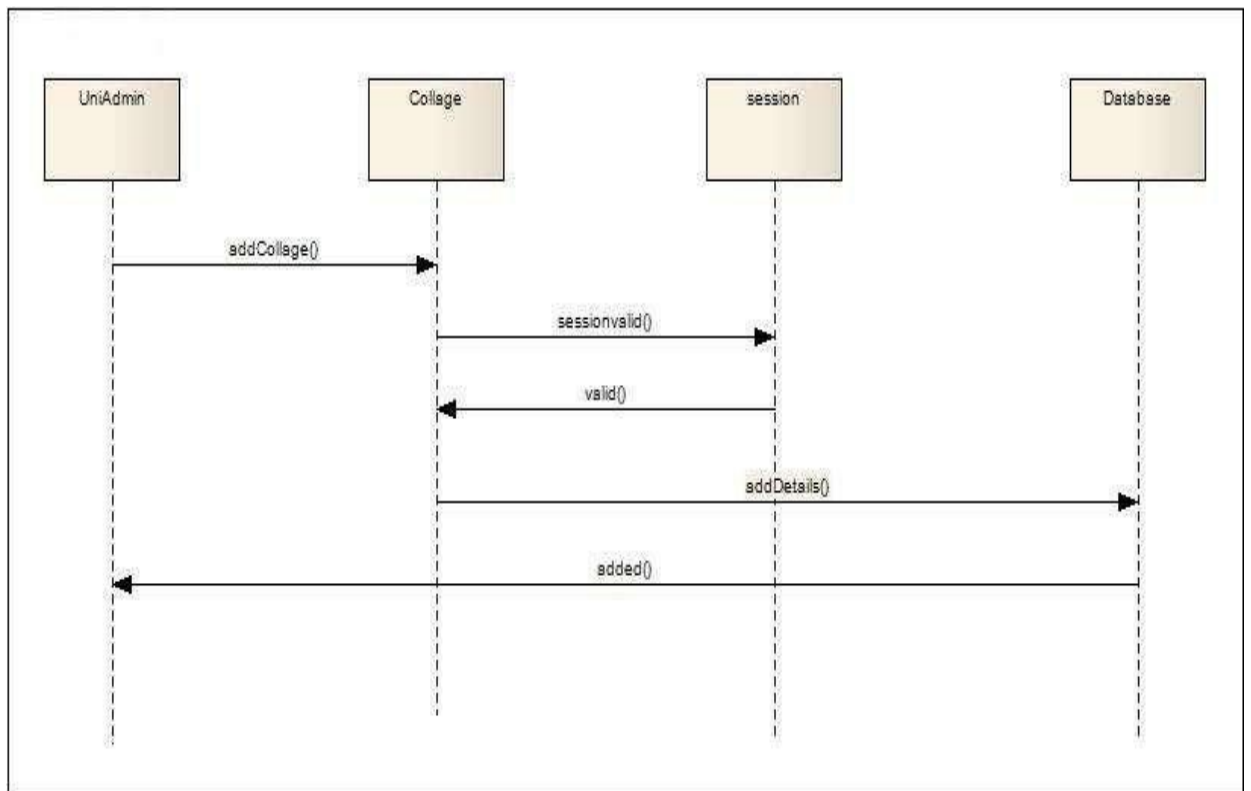 UniAdmin
Collage
session
Database
addCollage()
sessionvalid()
valid()
addDetails()
added()